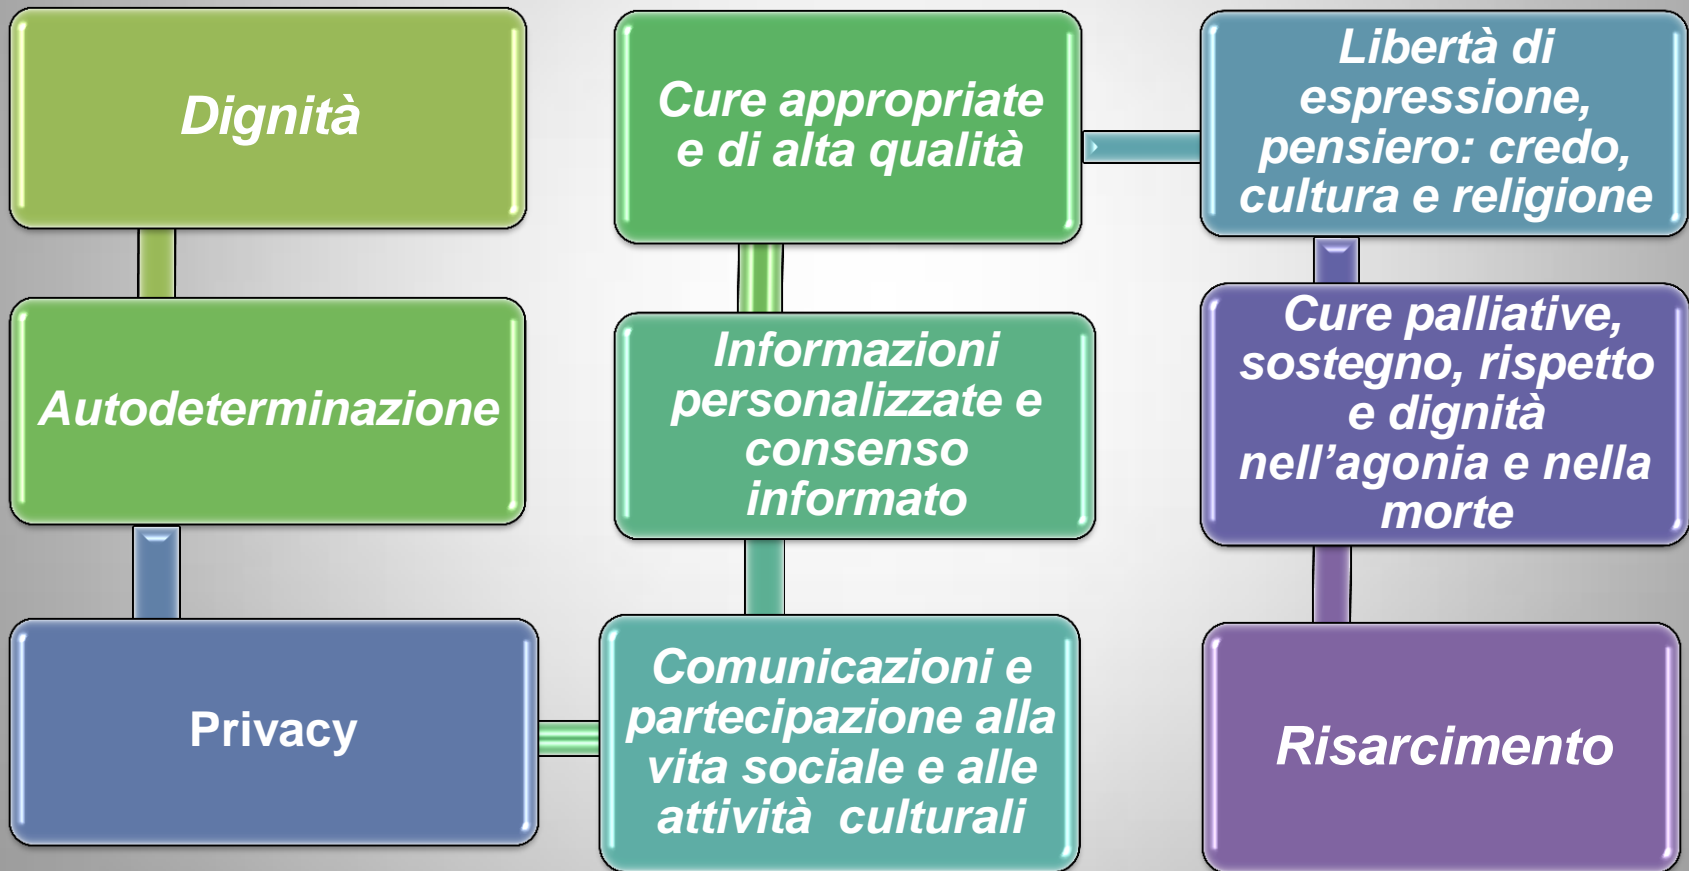 Dignità
Autodeterminazione
Privacy
Comunicazioni e
partecipazione alla
vita sociale e alle
attività  culturali
Informazioni
personalizzate e
consenso
informato
Cure appropriate
e di alta qualità
Libertà di
espressione,
pensiero: credo,
cultura e religione
Cure palliative,
sostegno, rispetto
e dignità
nell’agonia e nella
morte
Risarcimento